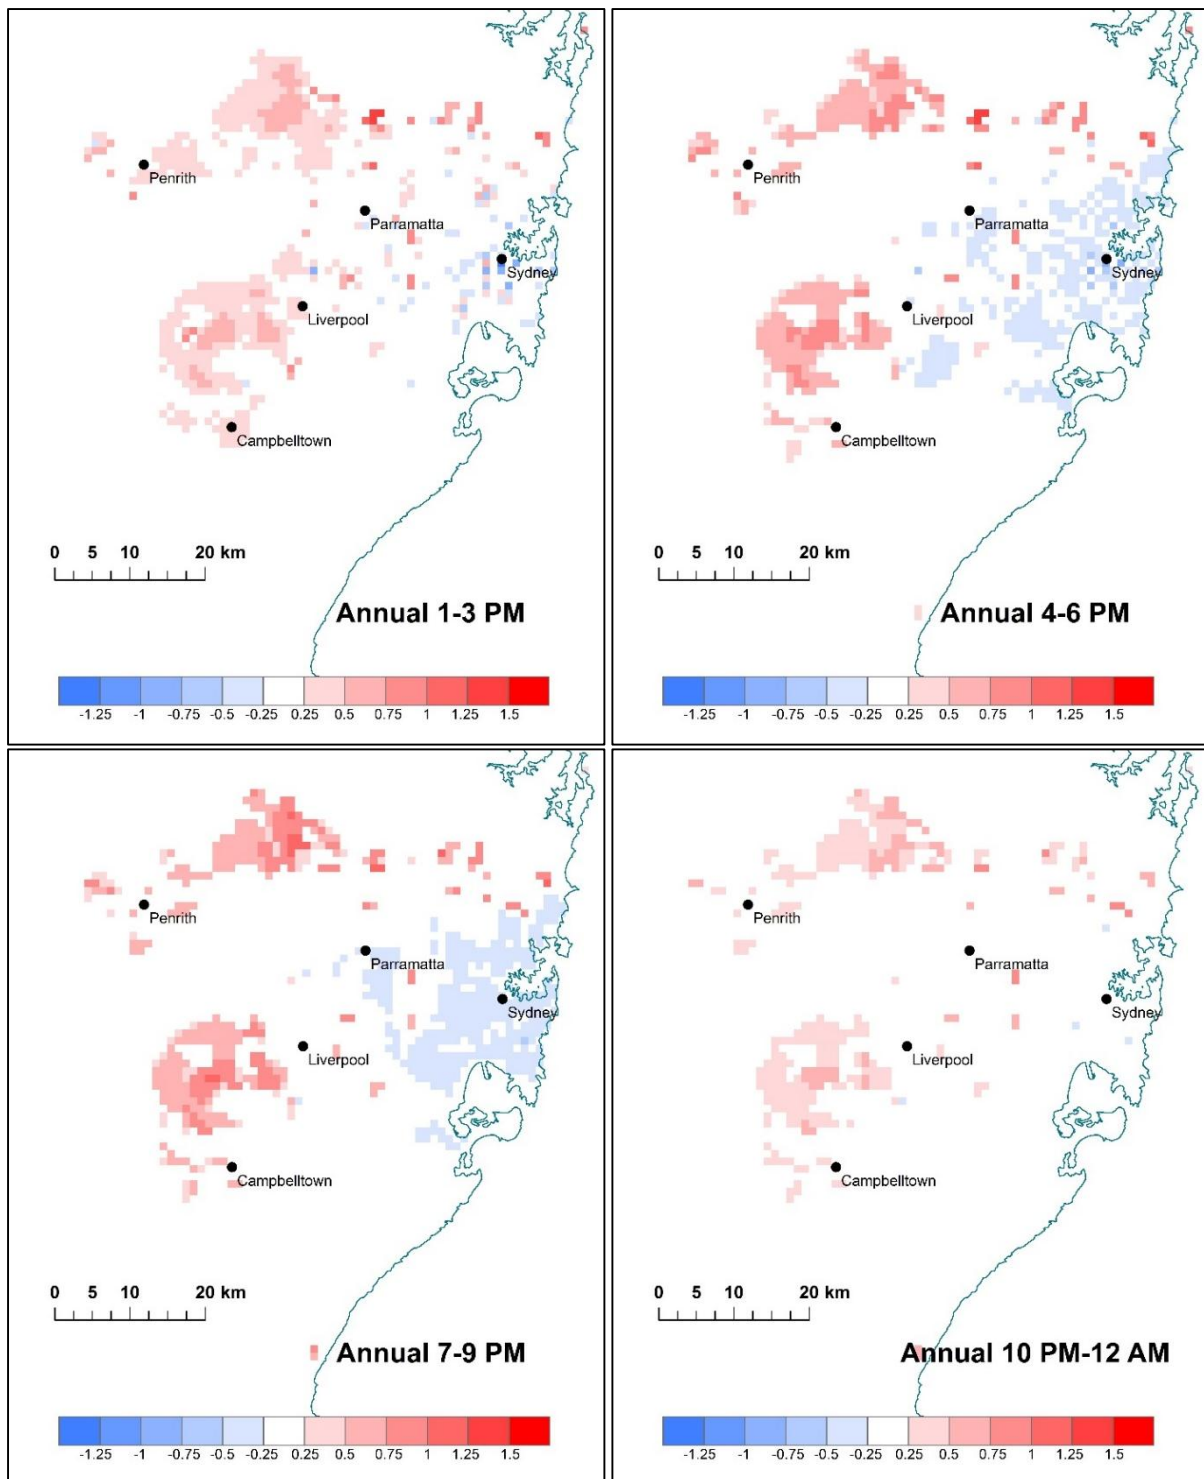 Penrith
Parramatta
Sydney
Liverpool
Campbelltown
0 5 10 20 km
Annual 1-3 PM
-1.25 -1 -0.75 -0.5 -0.25 0.25 0.5 0.75 1 1.25 1.5
Penrith
Parramatta
Sydney
Liverpool
Campbelltown
0 5 10 20 km
Annual 4-6 PM
-1.25 -1 -0.75 -0.5 -0.25 0.25 0.5 0.75 1 1.25 1.5
Penrith
Parramatta
Sydney
Liverpool
Campbelltown
0 5 10 20 km
Annual 7-9 PM
-1.25 -1 -0.75 -0.5 -0.25 0.25 0.5 0.75 1 1.25 1.5
Penrith
Parramatta
Sydney
Liverpool
Campbelltown
0 5 10 20 km
Annual 10 PM-12 AM
-1.25 -1 -0.75 -0.5 -0.25 0.25 0.5 0.75 1 1.25 1.5